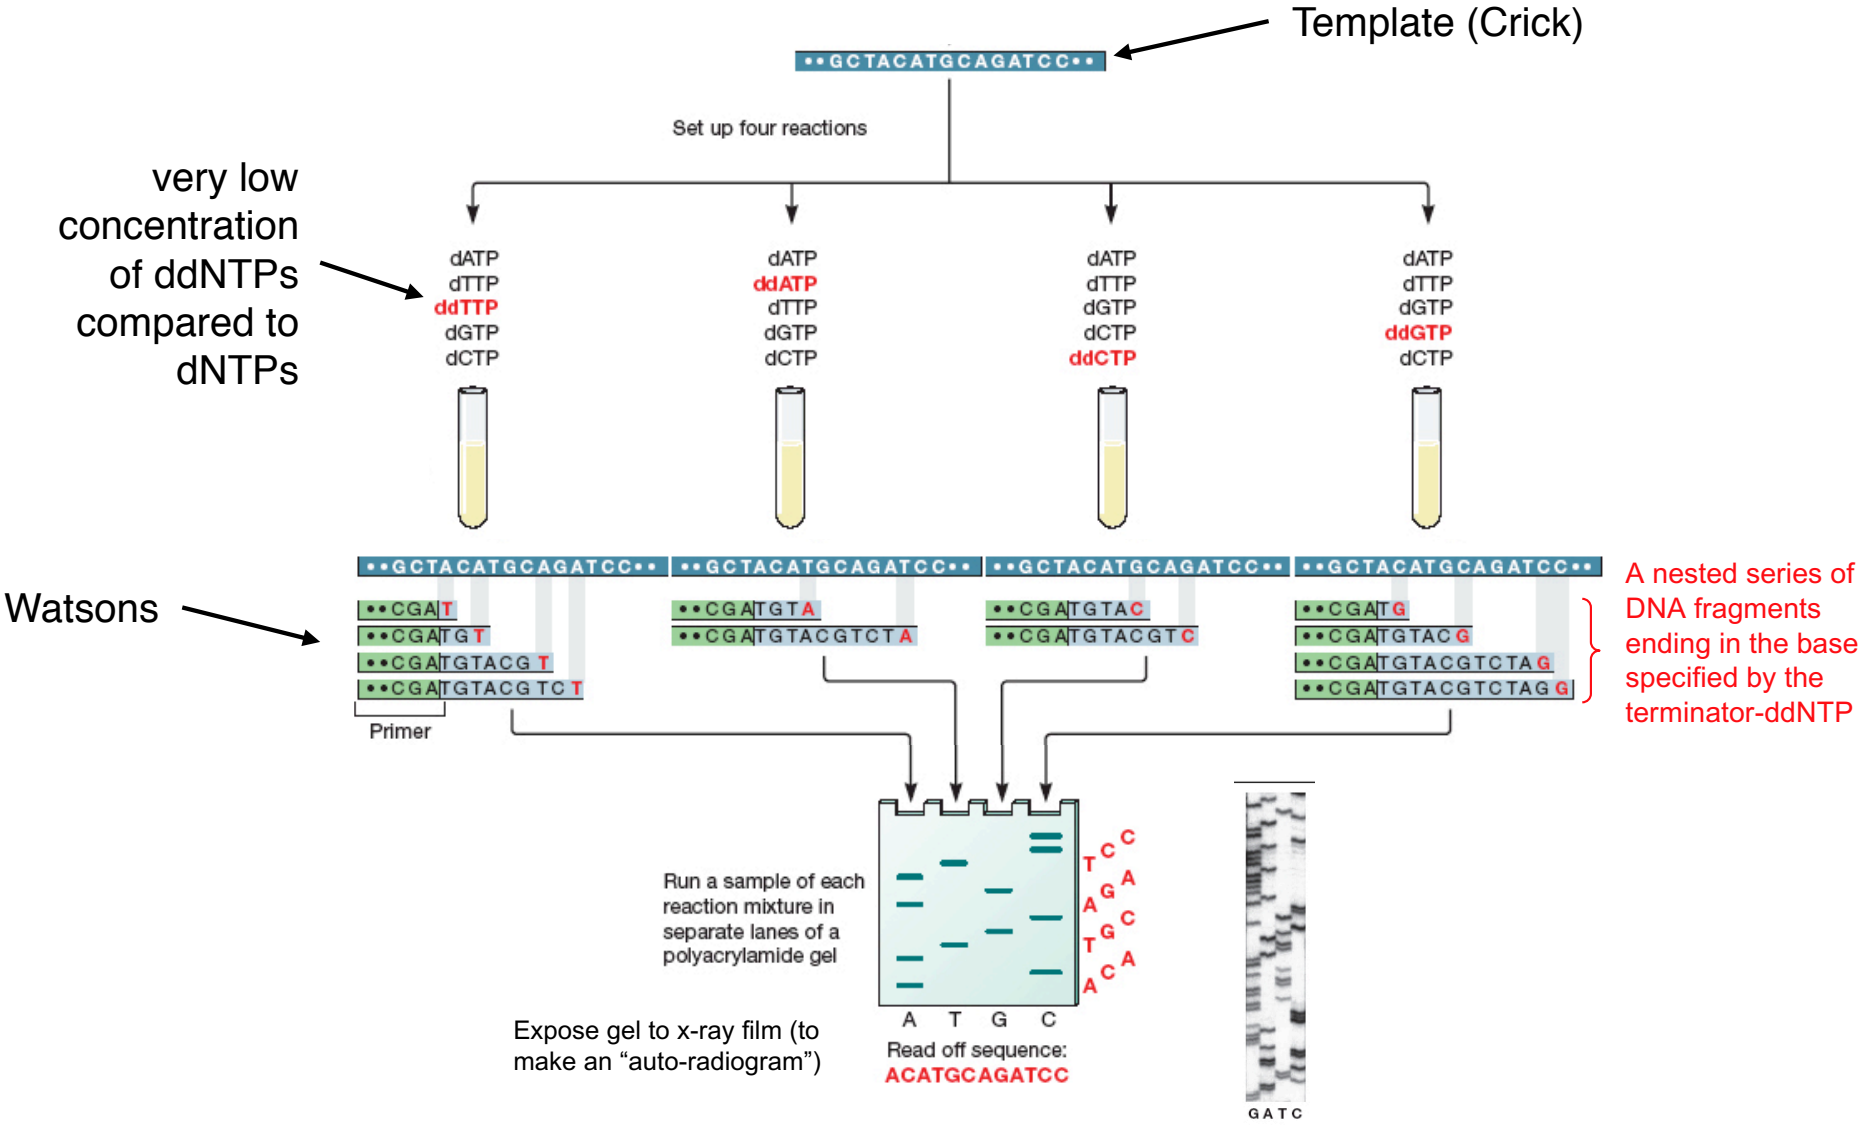 Template (Crick)
••GCTACATGCAGATCC••
Set up four reactions
very low
concentration
of ddNTPs
compared to
dNTPs
dATP
dTTP
ddTTP
dGTP
dCTP
dATP
ddATP
dTTP
dGTP
dCTP
dATP
dTTP
dGTP
dCTP
ddCTP
dATP
dTTP
dGTP
ddGTP
dCTP
Watsons
••GCTACATGCAGATCC••
••CGAT
••CGATGT
••CGATGTACGT
••CGATGTACGTCT
Primer
••GCTACATGCAGATCC••
••CGATGTA
••CGATGTACGTCTA
••GCTACATGCAGATCC••
••CGATGTAC
••CGATGTACGTC
••GCTACATGCAGATCC••
••CGATG
••CGATGTACG
••CGATGTACGTCTAG
••CGATGTACGTCTAGG
A nested series of
DNA fragments
ending in the base
specified by the
terminator-ddNTP
Run a sample of each
reaction mixture in
separate lanes of a
polyacrylamide gel
C
C
T
A
G
A
C
G
T
A
C
A
A T G C
Expose gel to x-ray film (to
make an “auto-radiogram”)
Read off sequence:
ACATGCAGATCC
G A T C